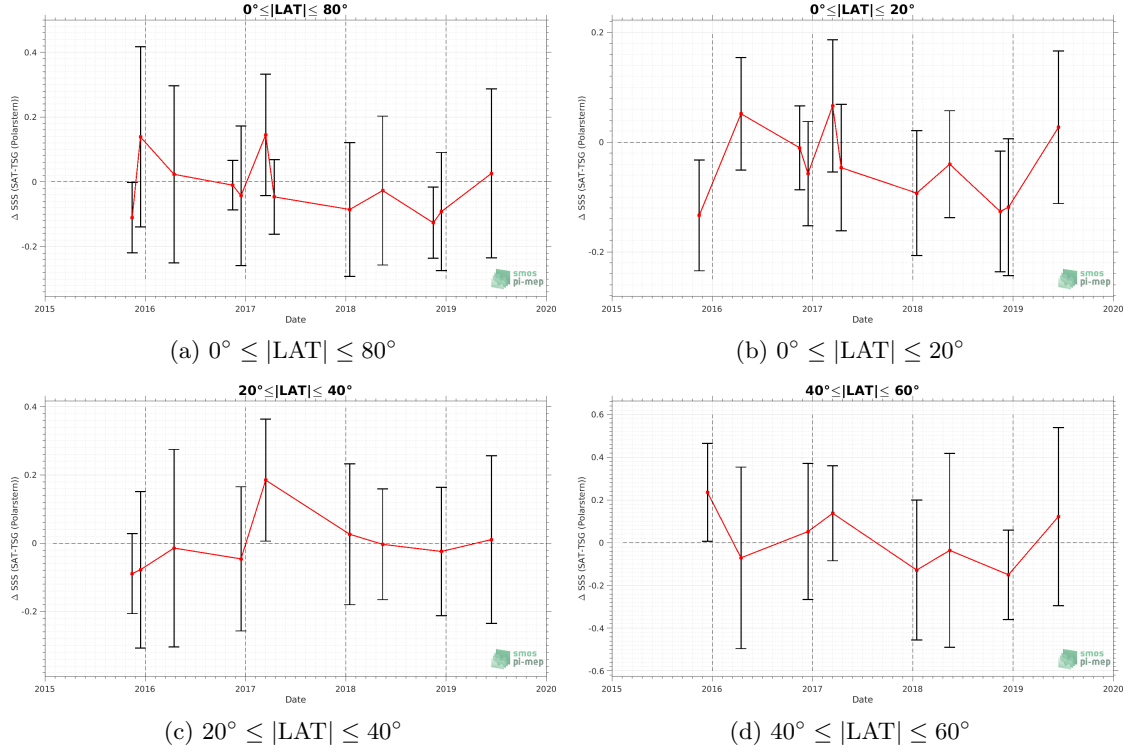 0°≤|LAT|≤ 80°
Δ SSS (SAT-TSG (Polarstern))
0.4
0.2
0
-0.2
2015 2016 2017 2018 2019 2020
Date
smos
pi-mep
(a) 0° ≤ |LAT| ≤ 80°
0°≤|LAT|≤ 20°
Δ SSS (SAT-TSG (Polarstern))
0.2
0
-0.2
2015 2016 2017 2018 2019 2020
Date
smos
pi-mep
(b) 0° ≤ |LAT| ≤ 20°
20°≤|LAT|≤ 40°
Δ SSS (SAT-TSG (Polarstern))
0.4
0.2
0
-0.2
2015 2016 2017 2018 2019 2020
Date
smos
pi-mep
(c) 20° ≤ |LAT| ≤ 40°
40°≤|LAT|≤ 60°
Δ SSS (SAT-TSG (Polarstern))
0.6
0.4
0.2
0
-0.2
-0.4
-0.6
2015 2016 2017 2018 2019 2020
Date
smos
pi-mep
(d) 40° ≤ |LAT| ≤ 60°